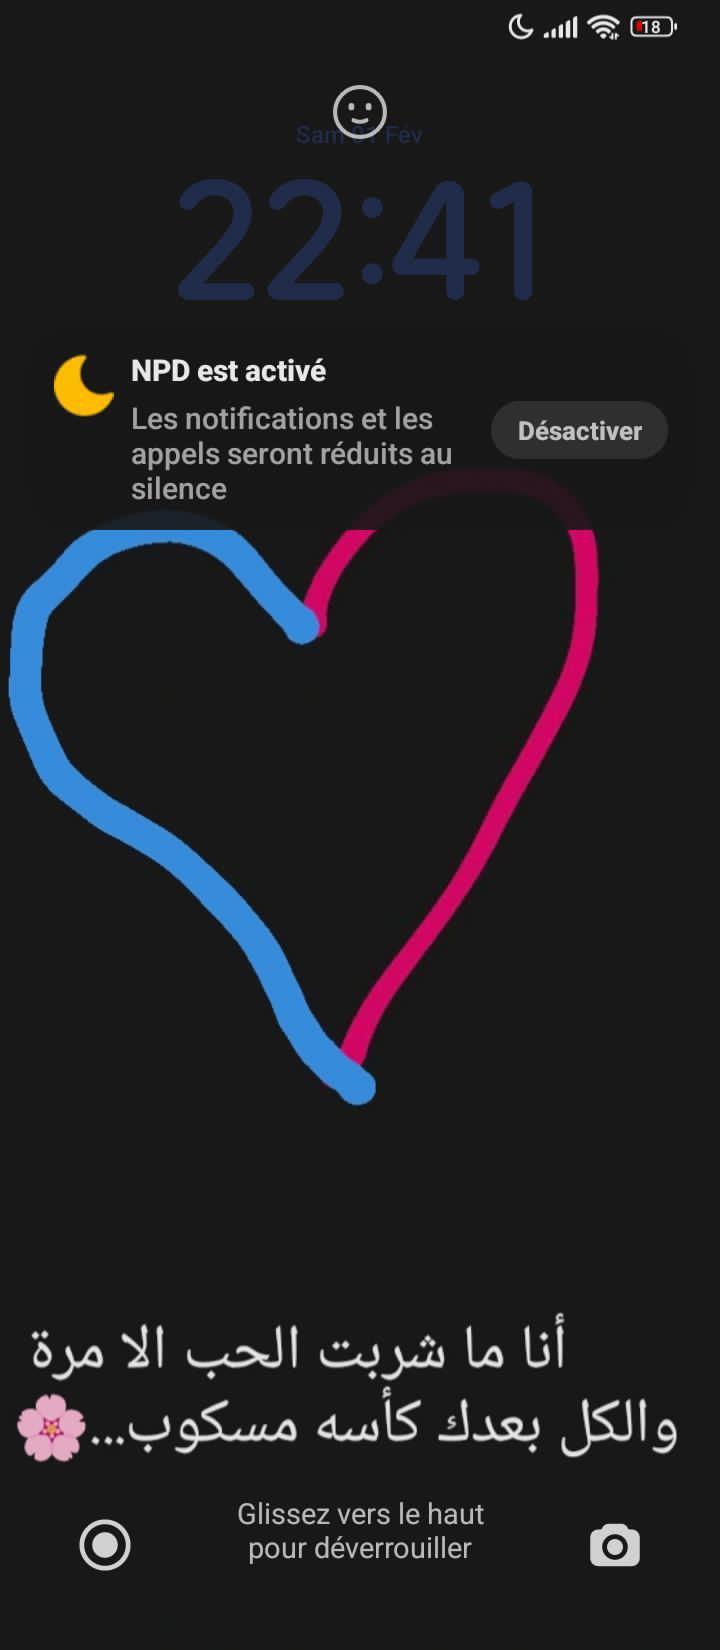 18
Sam 01 Fév
22:41
NPD est activé
Les notifications et les
appels seront réduits au
silence
Désactiver
أنا ما شربت الحب الا مرة
والكل بعدك كأسه مسكوب...🌸
Glissez vers le haut
pour déverrouiller